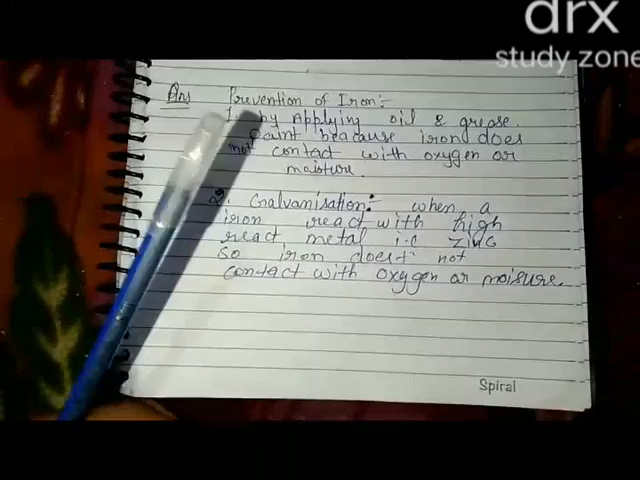 drx
study zone
Ans Prevention of Iron:-
1. by Applying oil & grease.
Paint beacause iron does
not contact with oxygen or
moisture.
2. Galvanisation:- when a
iron react with high
react metal i.e zinc
So iron does't not
contact with oxygen or moisure.
Spiral